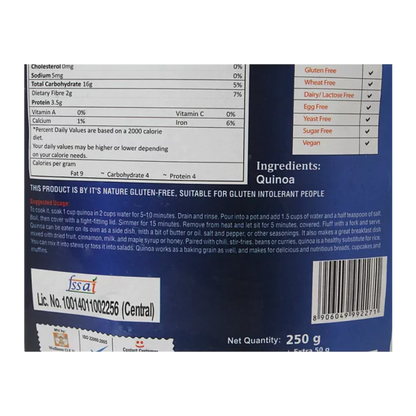 Cholesterol 0mg 0%
Sodium 5mg 0%
Total Carbohydrate 16g 5%
Dietary Fibre 2g 7%
Protein 3.5g
Vitamin A 0% Vitamin C 0%
Calcium 1% Iron 6%
*Percent Daily Values are based on a 2000 calorie
diet.
Your daily values may be higher or lower depending
on your calorie needs.
Calories per gram
Fat 9 ~ Carbohydrate 4 ~ Protein 4
Gluten Free
Wheat Free
Dairy/ Lactose Free
Egg Free
Yeast Free
Sugar Free
Vegan
Ingredients:
Quinoa
THIS PRODUCT IS BY IT'S NATURE GLUTEN-FREE. SUITABLE FOR GLUTEN INTOLERANT PEOPLE
Suggested Usage:
To cook it, soak 1 cup quinoa in 2 cups water for 5-10 minutes. Drain and rinse. Pour into a pot and add 1.5 cups of water and a half teaspoon of salt
Boil, then cover with a tight-fitting lid. Simmer for 15 minutes. Remove from heat and let sit for 5 minutes, covered. Fluff with a fork and serve.
Quinoa can be eaten on its own as a side dish, with a bit of butter or oil, salt and pepper, or other seasonings. It also makes a great breakfast dish
mixed with dried fruit, cinnamon, milk, and maple syrup or honey. Paired with chili, stir-fries, beans or curries, quinoa is a healthy substitute for rice.
You can mix it into stews or toss it into salads. Quinoa works as a baking grain as well, and makes for delicious and nutritious breads, cupcakes and
muffins.
fssai
Lic. No. 10014011002256 (Central)
8 906049 992271
Net Quantity: 250 g
+ Extra 50 g
ISO 22000:2005
Contact Customer